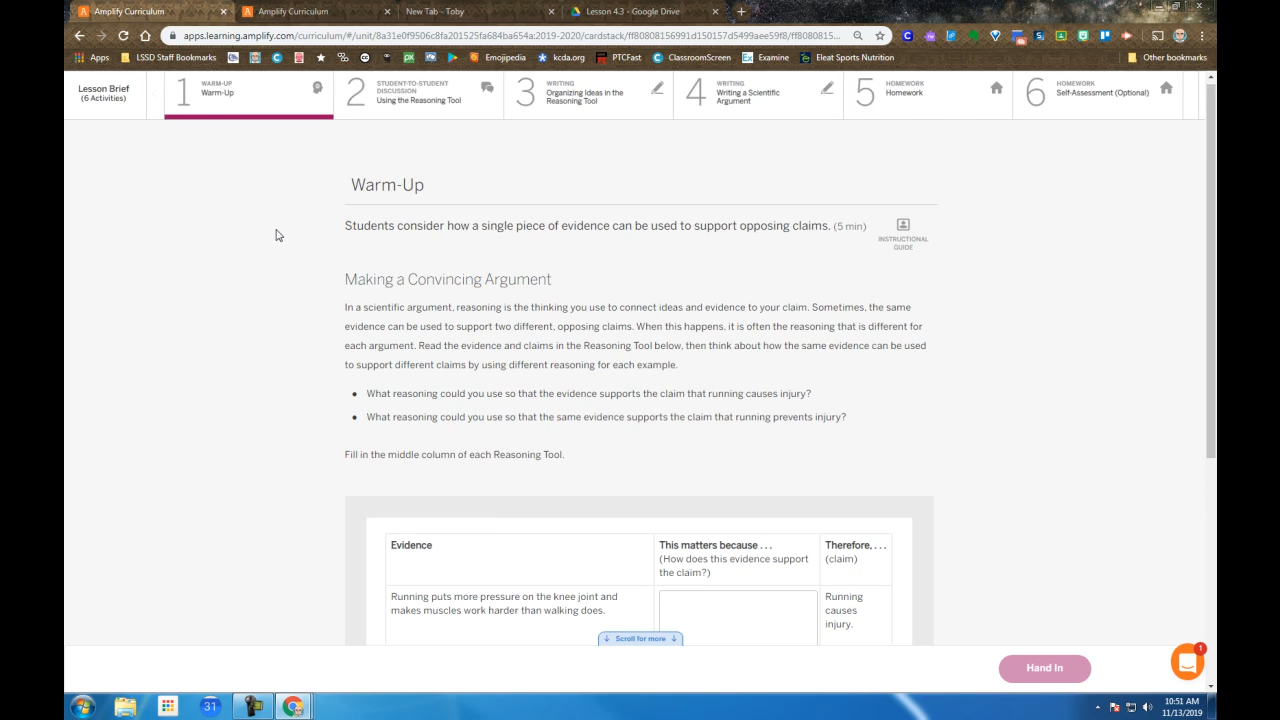 Amplify Curriculum
Amplify Curriculum
New Tab - Toby
Lesson 4.3 - Google Drive
apps.learning.amplify.com/curriculum/#/unit/8a31e0f9506c8fa201525fa684ba654a:2019-2020/cardstack/ff80808156991d150157d5499aee59f8/ff8080815...
Apps
LSSD Staff Bookmarks
Emojipedia
kcda.org
PTCFast
ClassroomScreen
Examine
Eleat Sports Nutrition
Other bookmarks
Lesson Brief
(6 Activities)
1
WARM-UP
Warm-Up
2
STUDENT-TO-STUDENT
DISCUSSION
Using the Reasoning Tool
3
WRITING
Organizing Ideas in the
Reasoning Tool
4
WRITING
Writing a Scientific
Argument
5
HOMEWORK
Homework
6
HOMEWORK
Self-Assessment (Optional)
Warm-Up
Students consider how a single piece of evidence can be used to support opposing claims. (5 min)
INSTRUCTIONAL
GUIDE
Making a Convincing Argument
In a scientific argument, reasoning is the thinking you use to connect ideas and evidence to your claim. Sometimes, the same
evidence can be used to support two different, opposing claims. When this happens, it is often the reasoning that is different for
each argument. Read the evidence and claims in the Reasoning Tool below, then think about how the same evidence can be used
to support different claims by using different reasoning for each example.
• What reasoning could you use so that the evidence supports the claim that running causes injury?
• What reasoning could you use so that the same evidence supports the claim that running prevents injury?
Fill in the middle column of each Reasoning Tool.
Evidence
This matters because . . .
(How does this evidence support
the claim?)
Therefore, . . .
(claim)
Running puts more pressure on the knee joint and
makes muscles work harder than walking does.
Running
causes
injury.
Scroll for more
Hand In
1
31
10:51 AM
11/13/2019